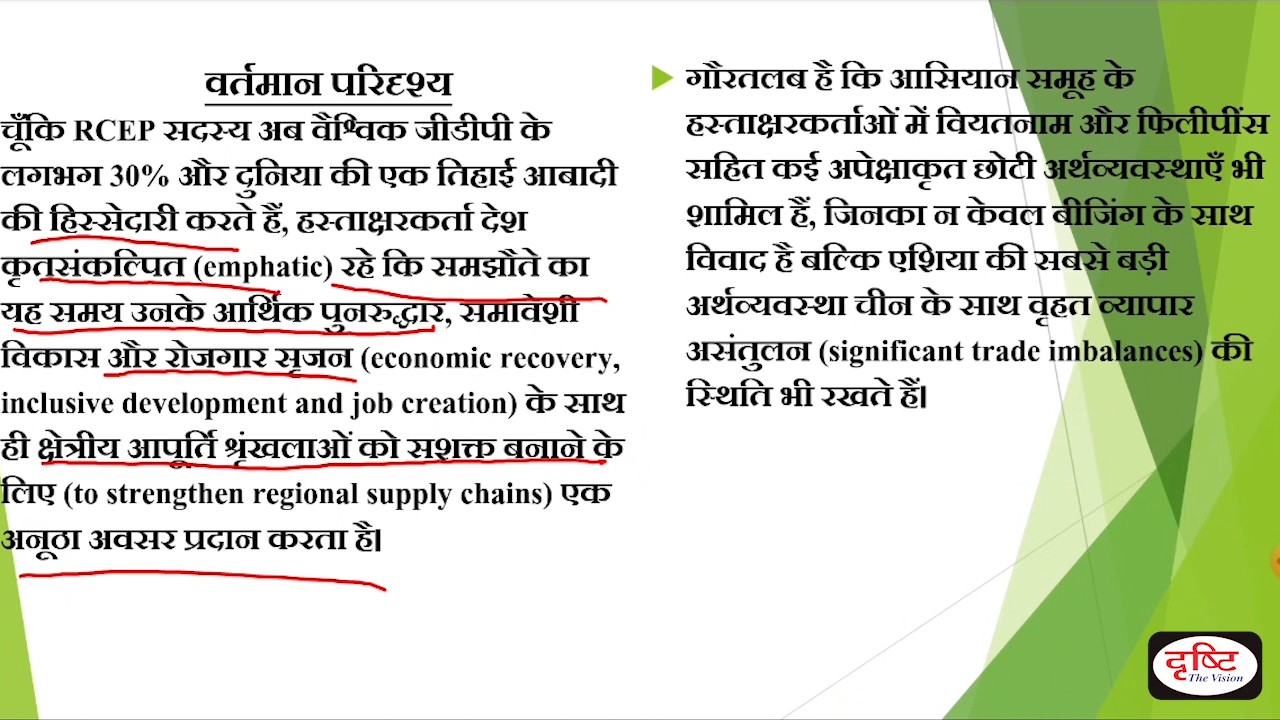 वर्तमान परिदृश्य
चूँकि RCEP सदस्य अब वैश्विक जीडीपी के
लगभग 30% और दुनिया की एक तिहाई आबादी
की हिस्सेदारी करते हैं, हस्ताक्षरकर्ता देश
कृतसंकल्पित (emphatic) रहे कि समझौते का
यह समय उनके आर्थिक पुनरुद्धार, समावेशी
विकास और रोजगार सृजन (economic recovery,
inclusive development and job creation) के साथ
ही क्षेत्रीय आपूर्ति श्रृंखलाओं को सशक्त बनाने के
लिए (to strengthen regional supply chains) एक
अनूठा अवसर प्रदान करता है।
गौरतलब है कि आसियान समूह के
हस्ताक्षरकर्ताओं में वियतनाम और फिलीपींस
सहित कई अपेक्षाकृत छोटी अर्थव्यवस्थाएँ भी
शामिल हैं, जिनका न केवल बीजिंग के साथ
विवाद है बल्कि एशिया की सबसे बड़ी
अर्थव्यवस्था चीन के साथ वृहत व्यापार
असंतुलन (significant trade imbalances) की
स्थिति भी रखते हैं।
दृष्टि
The Vision